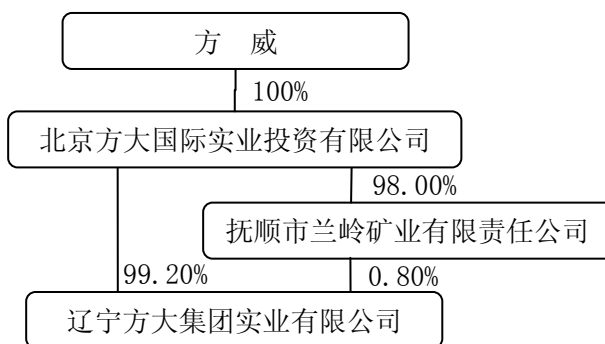 方 威
100%
北京方大国际实业投资有限公司
98.00%
抚顺市兰岭矿业有限责任公司
99.20%
0.80%
辽宁方大集团实业有限公司